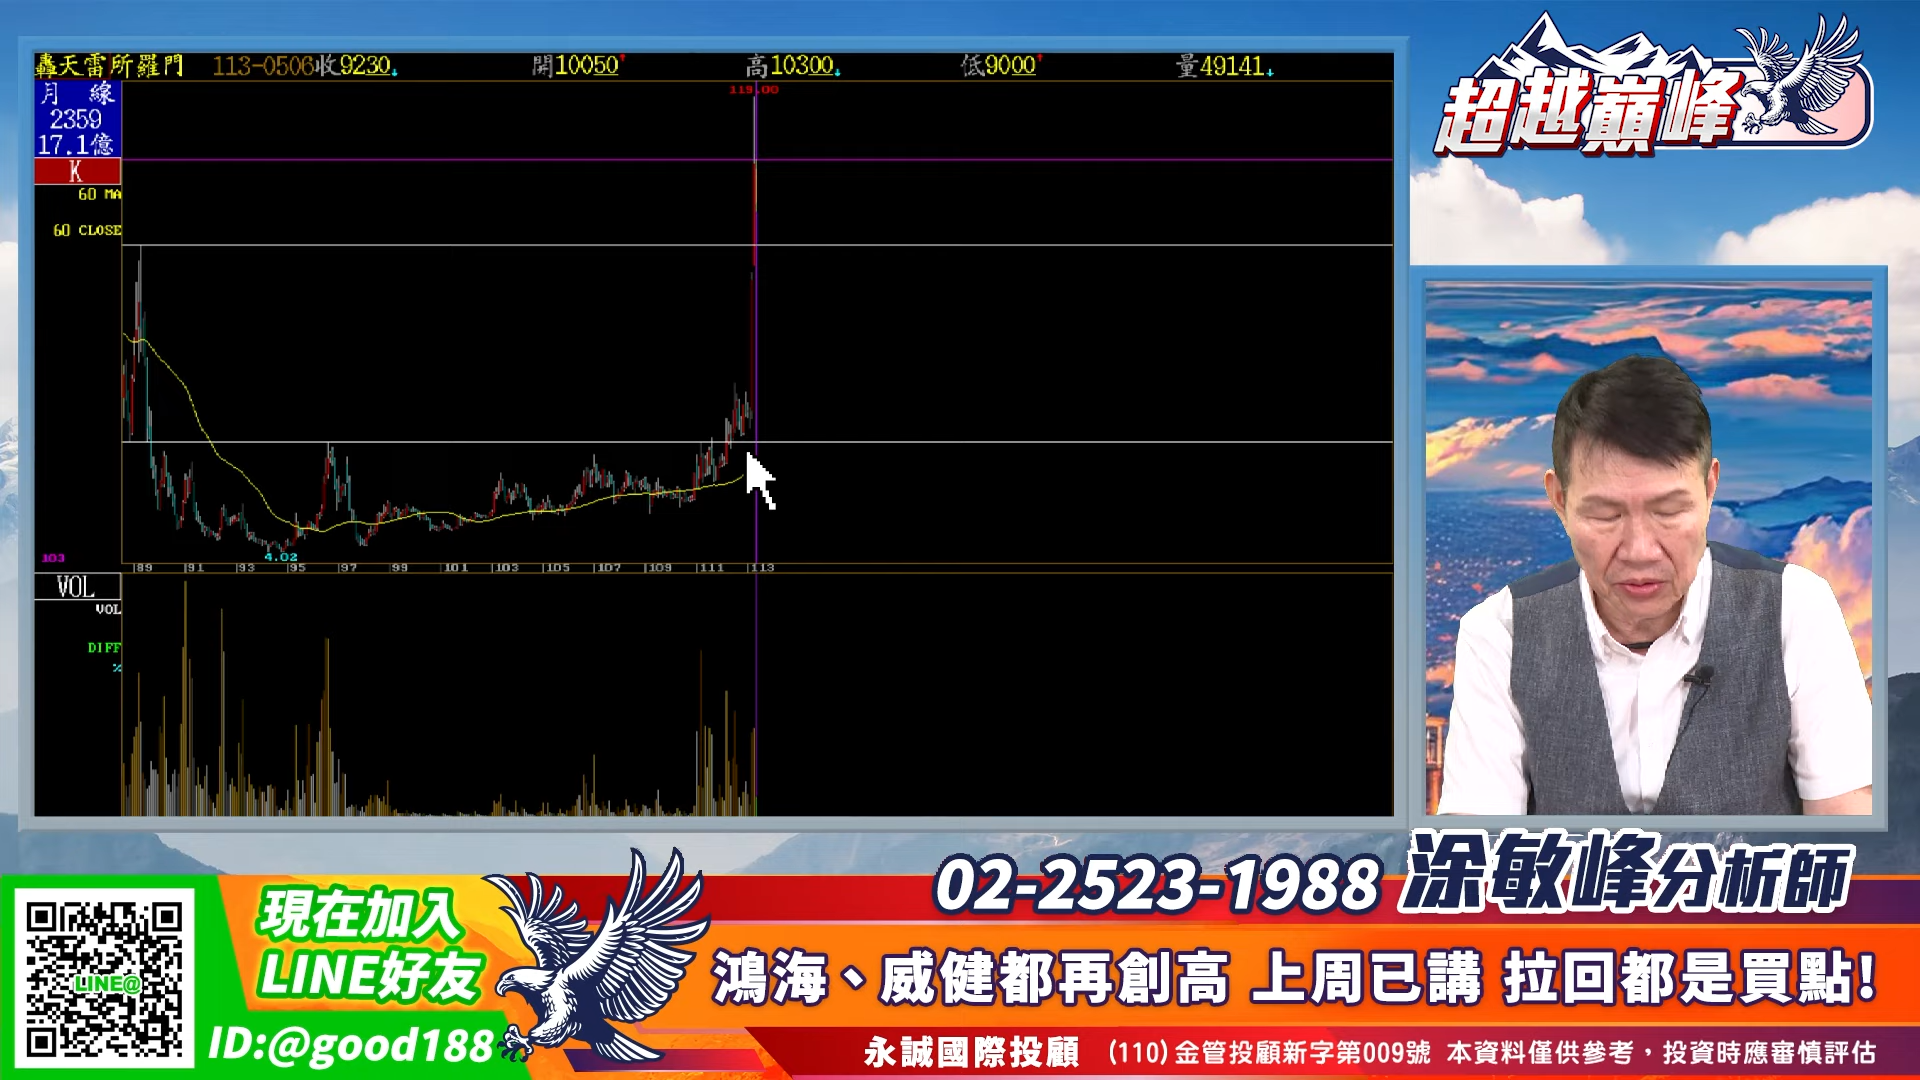 轟天雷所羅門 113-0506收9230↓ 開10050↑ 高10300↓ 低9000↑ 量49141↓
月 線
2359
17.1億
K
60 MA
60 CLOSE
119.00
4.02
103
89 91 93 95 97 99 101 103 105 107 109 111 113
VOL
VOL
DIFF
%
超越巔峰
02-2523-1988 涂敏峰分析師
現在加入
LINE好友
LINE@
ID:@good188
鴻海、威健都再創高 上周已講 拉回都是買點!
永誠國際投顧 (110)金管投顧新字第009號 本資料僅供參考，投資時應審慎評估